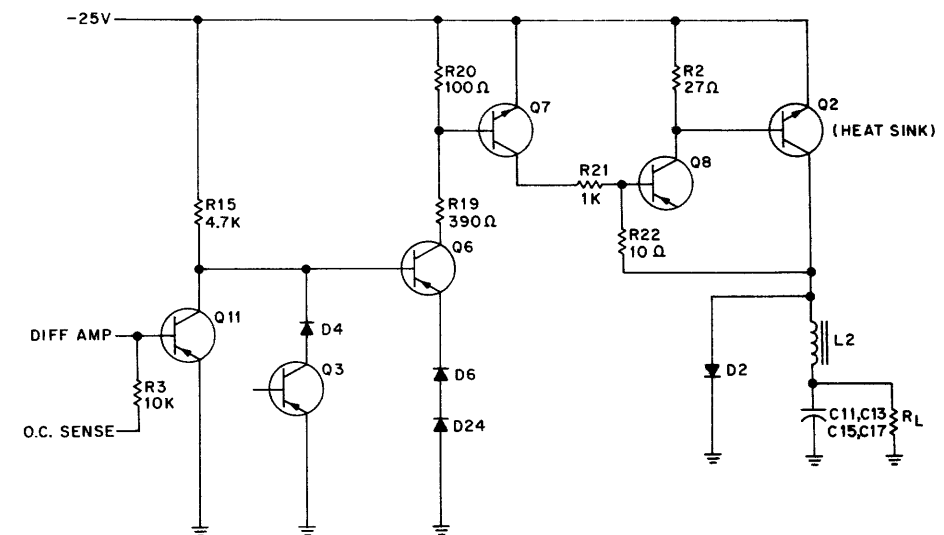 -25V
R20
100Ω
Q7
R2
27Ω
Q2
(HEAT SINK)
R21
1K
Q8
R15
4.7K
R19
390Ω
Q6
R22
10Ω
Q11
DIFF AMP
D4
Q3
R3
10K
O.C. SENSE
D6
D24
D2
L2
C11,C13
C15,C17
RL